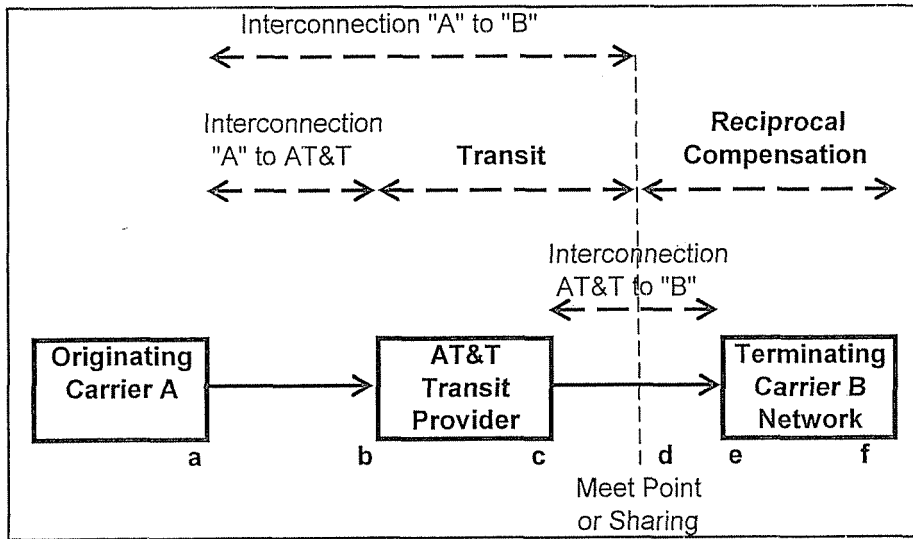 Interconnection "A" to "B"
Interconnection
"A" to AT&T
Transit
Reciprocal
Compensation
Interconnection
AT&T to "B"
Originating
Carrier A
AT&T
Transit
Provider
Terminating
Carrier B
Network
a
b
c
d
e
f
Meet Point
or Sharing